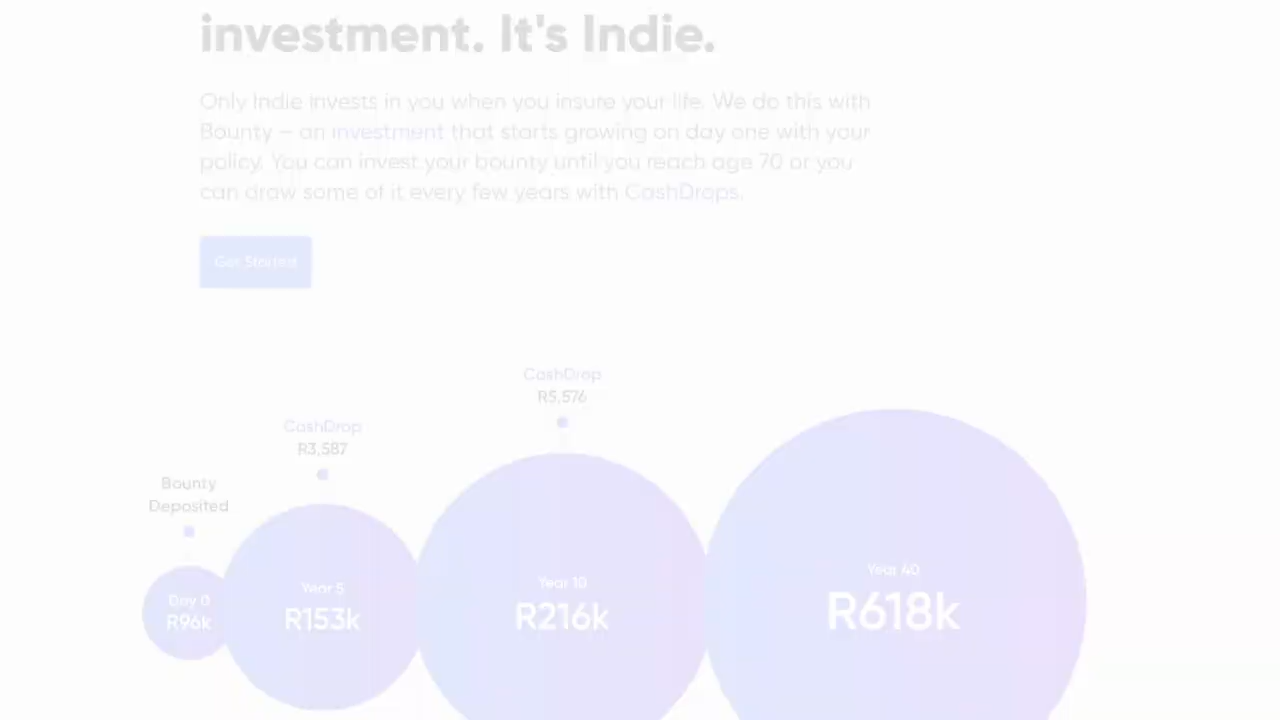 investment. It's Indie.
Only Indie invests in you when you insure your life. We do this with
Bounty – an investment that starts growing on day one with your
policy. You can invest your bounty until you reach age 70 or you
can draw some of it every few years with CashDrops.
Get Started
CashDrop
R5,576
CashDrop
R3,587
Bounty
Deposited
Day 0
R96k
Year 5
R153k
Year 10
R216k
Year 40
R618k